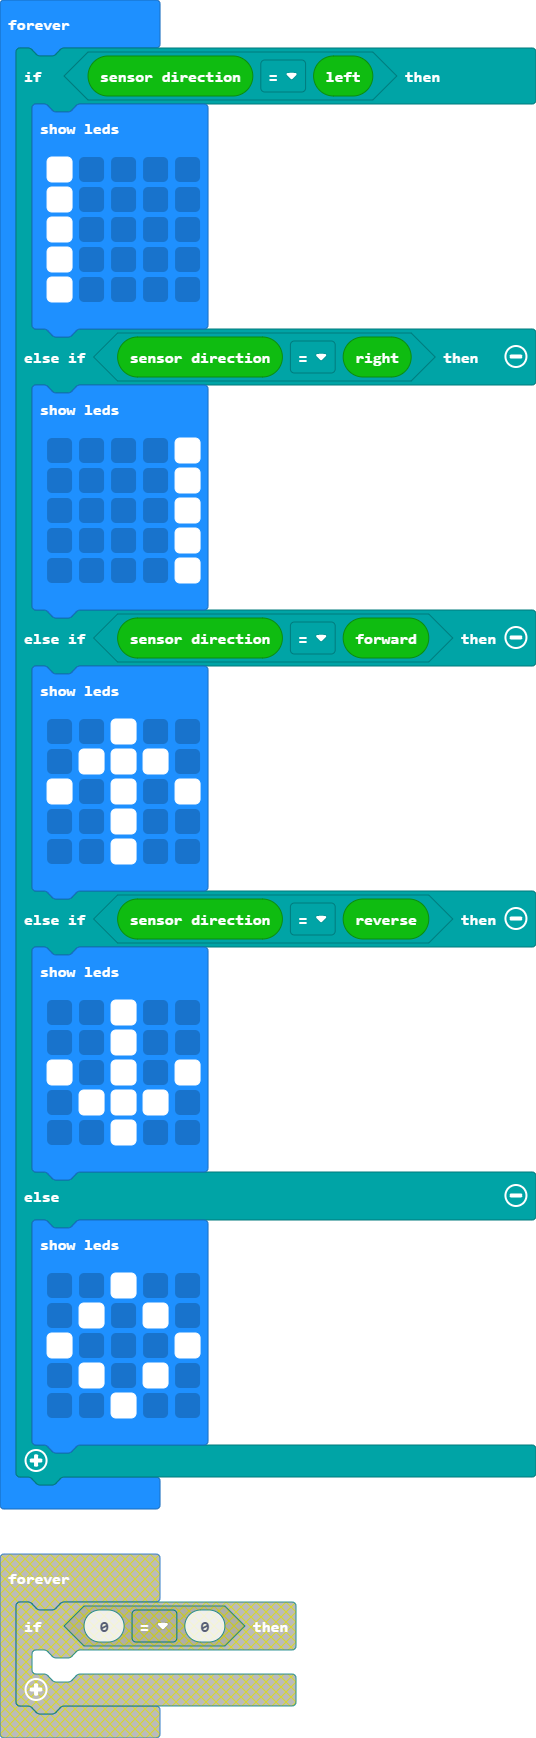 forever
if sensor direction = left then
show leds
else if sensor direction = right then
show leds
else if sensor direction = forward then
show leds
else if sensor direction = reverse then
show leds
else
show leds
forever
if 0 = 0 then